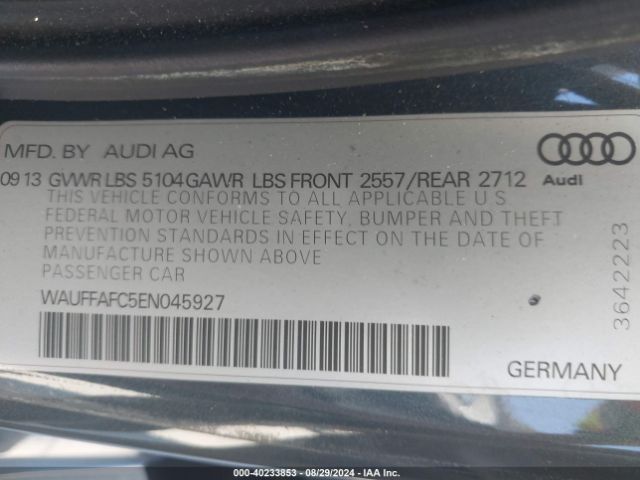 MFD. BY AUDI AG
09 13 GVWR LBS 5104 GAWR LBS FRONT 2557/REAR 2712
Audi
THIS VEHICLE CONFORMS TO ALL APPLICABLE U S
FEDERAL MOTOR VEHICLE SAFETY, BUMPER AND THEFT
PREVENTION STANDARDS IN EFFECT ON THE DATE OF
MANUFACTURE SHOWN ABOVE
PASSENGER CAR
WAUFFAFC5EN045927
3642223
GERMANY
000-40233853 - 08/29/2024 - IAA Inc.